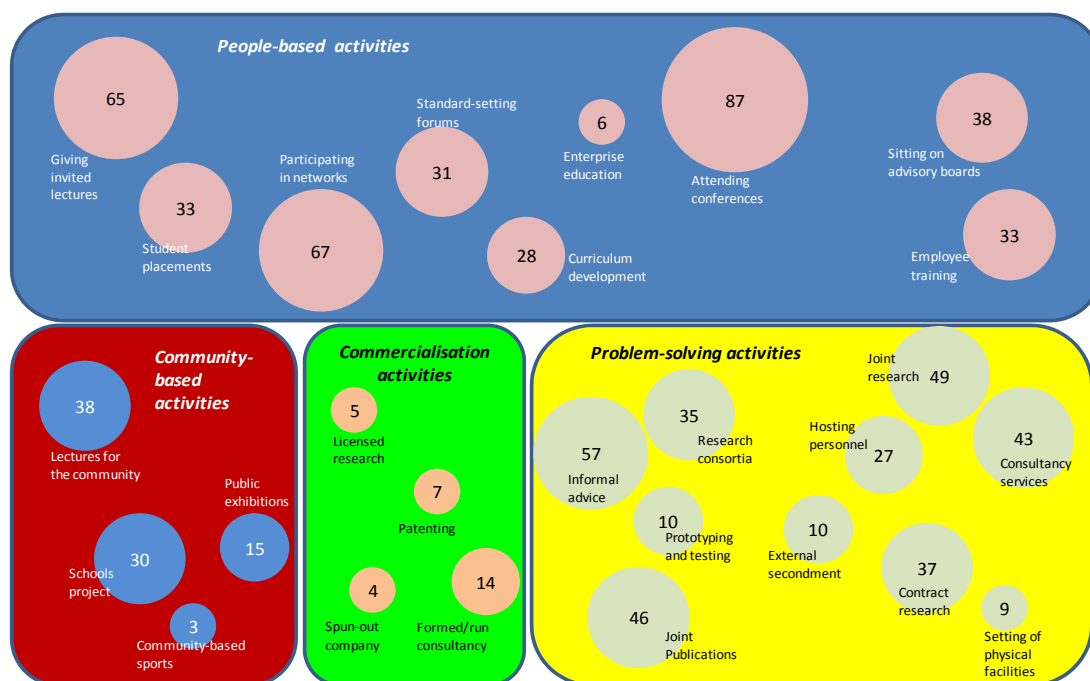 People-based activities
65
Giving
invited
lectures
33
Student
placements
Participating
in networks
67
Standard-setting
forums
31
6
Enterprise
education
28
Curriculum
development
87
Attending
conferences
38
Sitting on
advisory boards
33
Employee
training
Community-
based
activities
38
Lectures for
the community
Public
exhibitions
15
30
Schools
project
3
Community-based
sports
Commercialisation
activities
5
Licensed
research
7
Patenting
4
Spun-out
company
14
Formed/run
consultancy
Problem-solving activities
57
Informal
advice
35
Research
consortia
Joint
research
49
Hosting
personnel
27
43
Consultancy
services
10
Prototyping
and testing
10
External
secondment
37
Contract
research
46
Joint
Publications
9
Setting of
physical
facilities